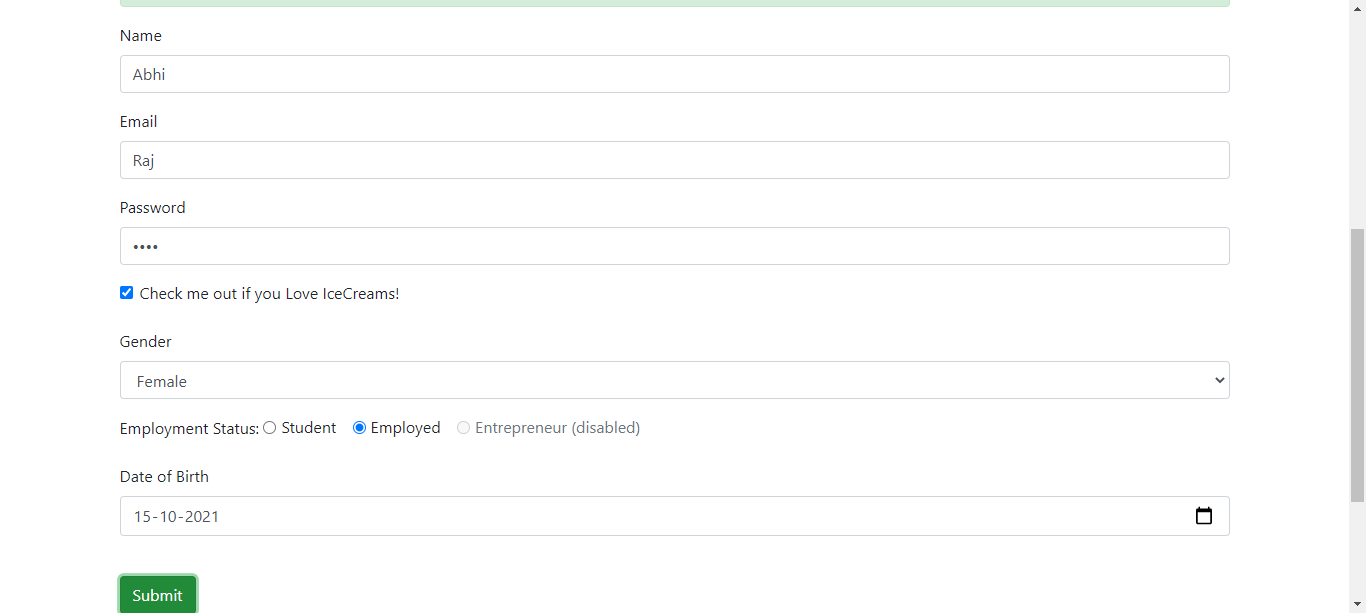 Name
Abhi
Email
Raj
Password
••••
Check me out if you Love IceCreams!
Gender
Female
Employment Status: Student Employed Entrepreneur (disabled)
Date of Birth
15-10-2021
Submit